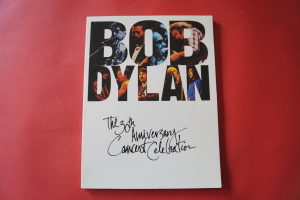 BOB
DYLAN
The 30th
Anniversary
Concert Celebration